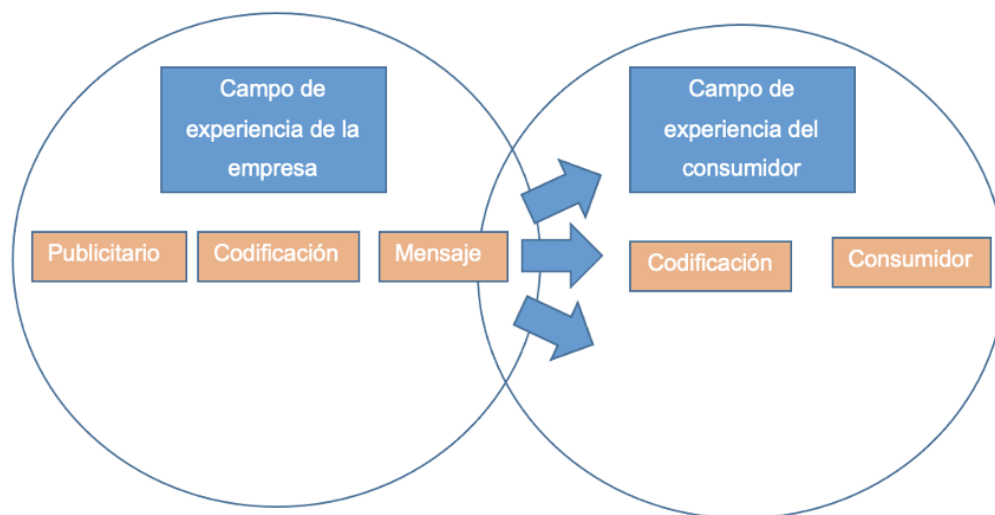 Campo de
experiencia de la
empresa
Campo de
experiencia del
consumidor
Publicitario
Codificación
Mensaje
Codificación
Consumidor